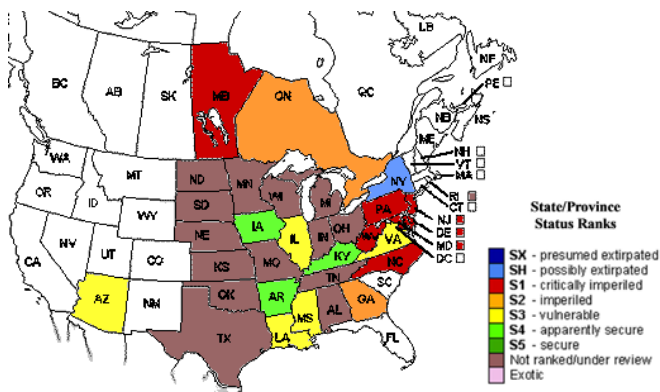 LB
NF
BC
AB
SK
MB
ON
QC
PE
NB
NS
ME
WA
MT
ND
MN
NH
VT
MA
OR
ID
SD
WI
MI
NY
RI
CT
WY
NE
IA
PA
NJ
NV
UT
CO
IL
IN
OH
DE
CA
KS
MO
WV
VA
MD
KY
DC
AZ
NM
OK
AR
TN
NC
SC
TX
LA
MS
AL
GA
FL
State/Province
Status Ranks
SX - presumed extirpated
SH - possibly extirpated
S1 - critically imperiled
S2 - imperiled
S3 - vulnerable
S4 - apparently secure
S5 - secure
Not ranked/under review
Exotic